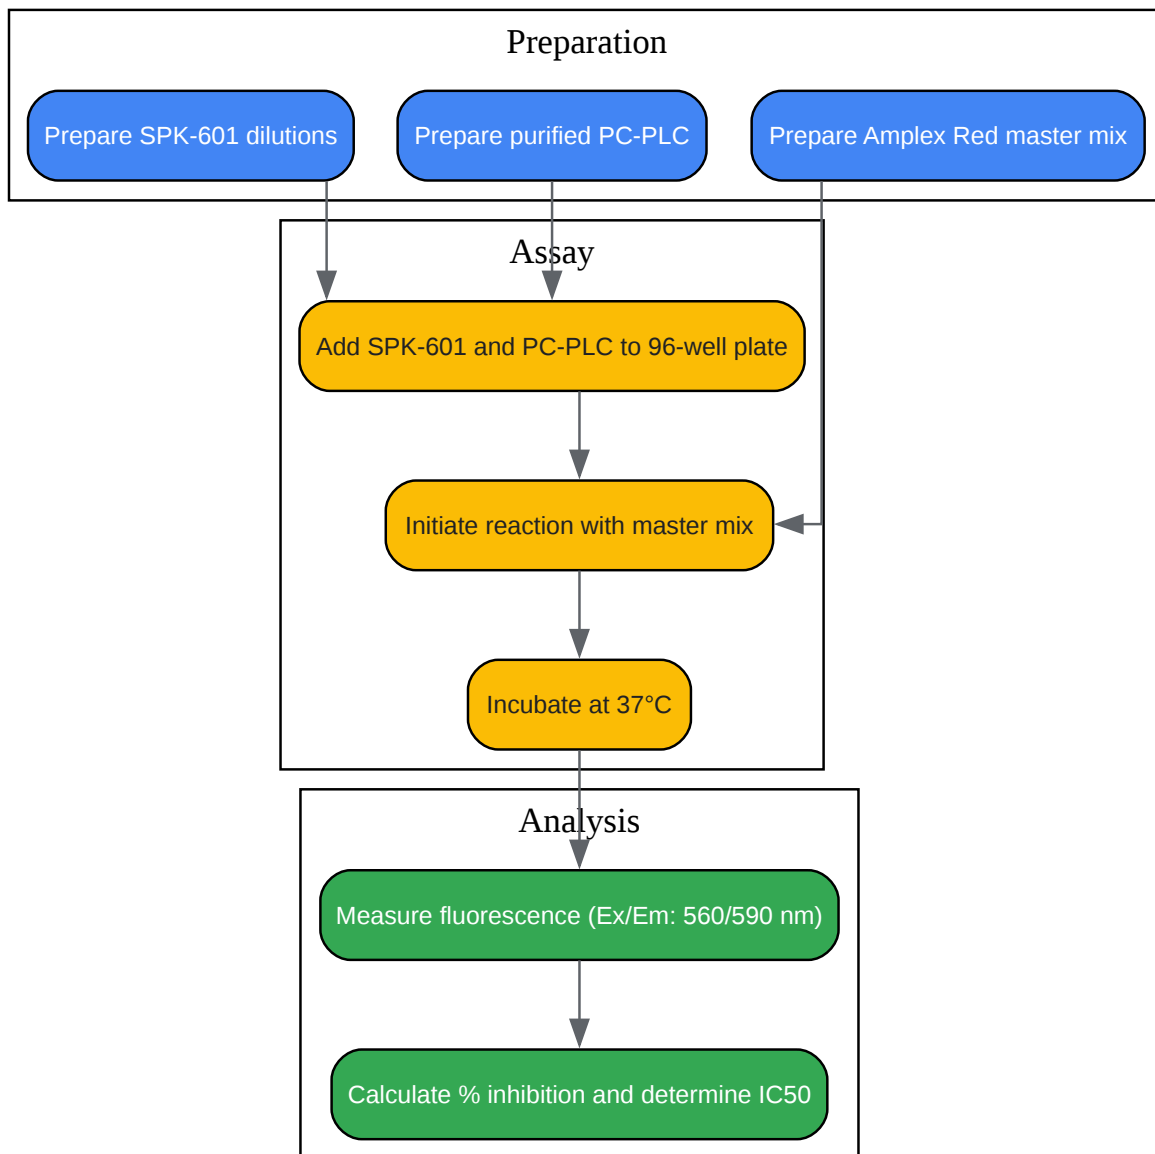 Preparation
Prepare SPK-601 dilutions
Prepare purified PC-PLC
Prepare Amplex Red master mix
Assay
Add SPK-601 and PC-PLC to 96-well plate
Initiate reaction with master mix
Incubate at 37°C
Analysis
Measure fluorescence (Ex/Em: 560/590 nm)
Calculate % inhibition and determine IC50